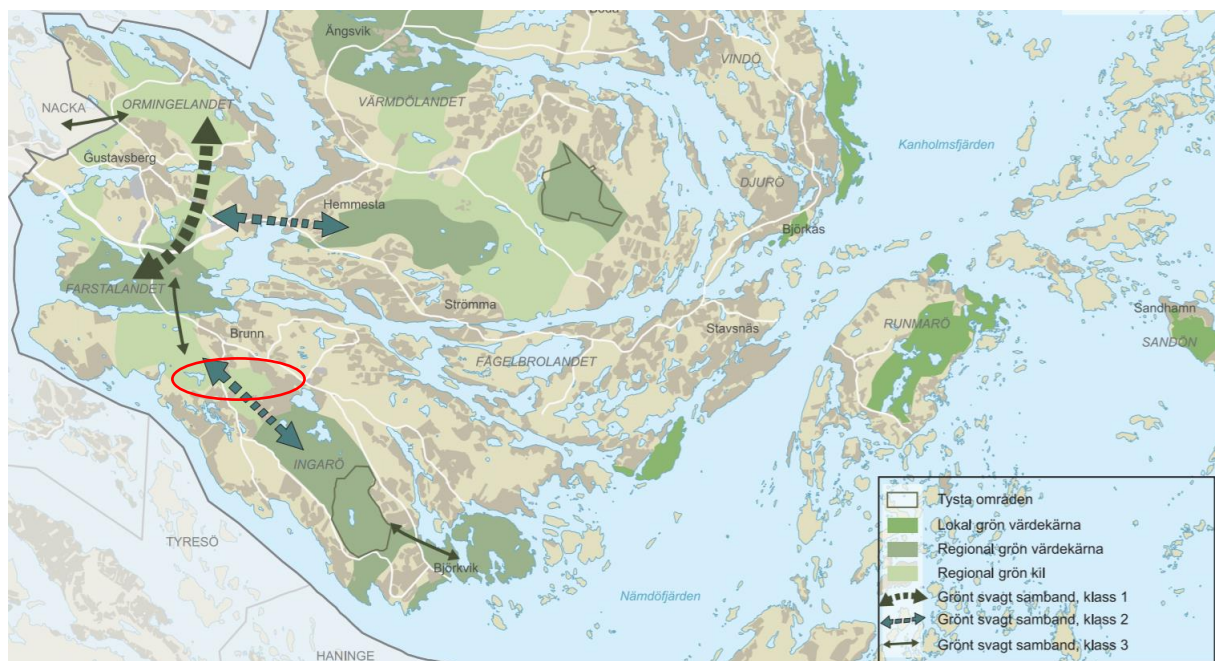 Boda
Ängsvik
VINDÖ
NACKA
ORMINGELANDET
VÄRMDÖLANDET
Kanholmsfjärden
Gustavsberg
DJURÖ
Hemmesta
Björkås
FARSTALANDET
Strömma
Sandhamn
Brunn
Stavsnäs
RUNMARÖ
SANDÖN
FÅGELBROLANDET
INGARÖ
Tysta områden
Lokal grön värdekärna
TYRESÖ
Regional grön värdekärna
Björkvik
Regional grön kil
Nämdöfjärden
Grönt svagt samband, klass 1
Grönt svagt samband, klass 2
Grönt svagt samband, klass 3
HANINGE